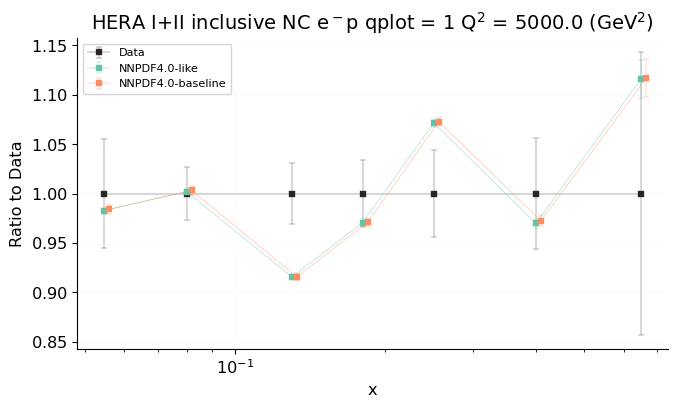 HERA I+II inclusive NC e⁻p qplot = 1 Q² = 5000.0 (GeV²)
Data
NNPDF4.0-like
NNPDF4.0-baseline
Ratio to Data
1.15
1.10
1.05
1.00
0.95
0.90
0.85
10⁻¹
x